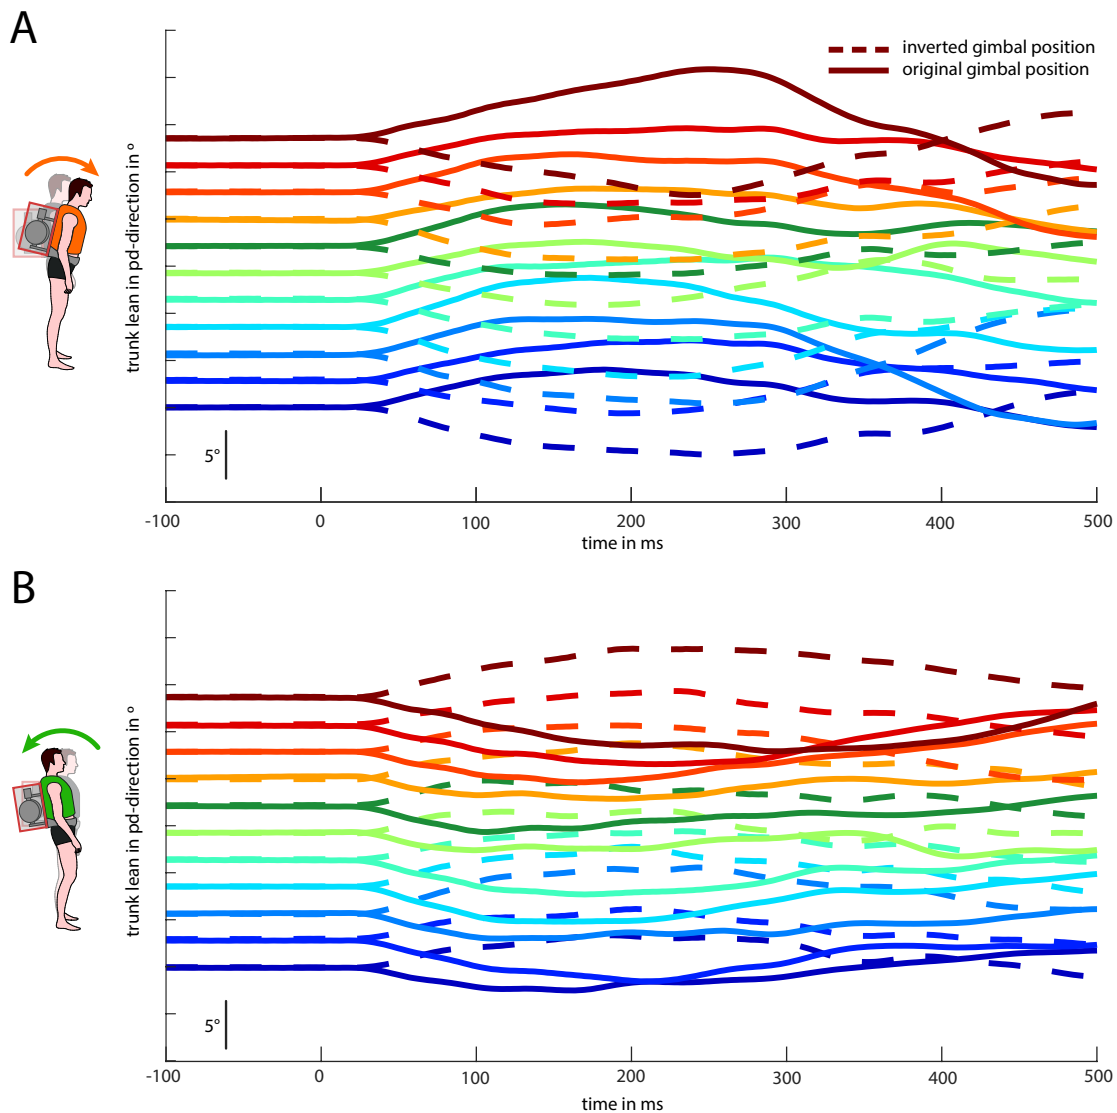 A
inverted gimbal position
original gimbal position
trunk lean in pd-direction in °
5°
-100 0 100 200 300 400 500
time in ms
B
trunk lean in pd-direction in °
5°
-100 0 100 200 300 400 500
time in ms